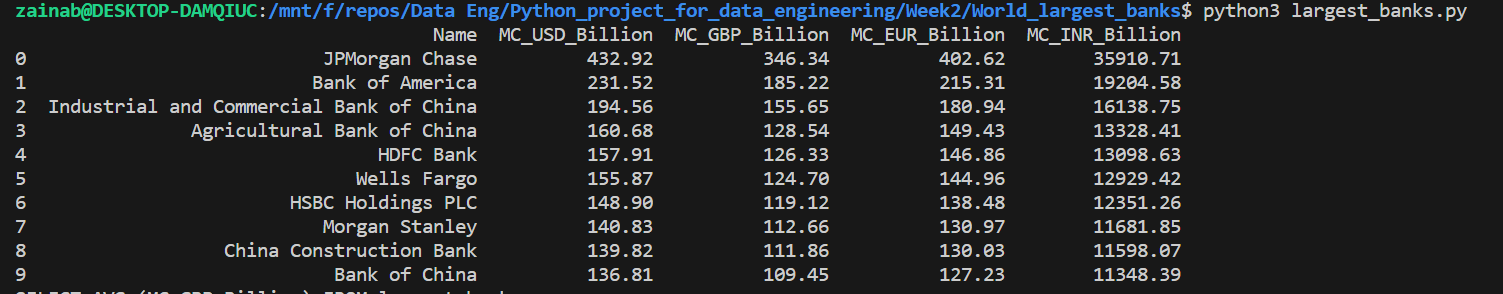 zainab@DESKTOP-DAMQIUC:/mnt/f/repos/Data Eng/Python_project_for_data_engineering/Week2/World_largest_banks$ python3 largest_banks.py
Name MC_USD_Billion MC_GBP_Billion MC_EUR_Billion MC_INR_Billion
0 JPMorgan Chase 432.92 346.34 402.62 35910.71
1 Bank of America 231.52 185.22 215.31 19204.58
2 Industrial and Commercial Bank of China 194.56 155.65 180.94 16138.75
3 Agricultural Bank of China 160.68 128.54 149.43 13328.41
4 HDFC Bank 157.91 126.33 146.86 13098.63
5 Wells Fargo 155.87 124.70 144.96 12929.42
6 HSBC Holdings PLC 148.90 119.12 138.48 12351.26
7 Morgan Stanley 140.83 112.66 130.97 11681.85
8 China Construction Bank 139.82 111.86 130.03 11598.07
9 Bank of China 136.81 109.45 127.23 11348.39